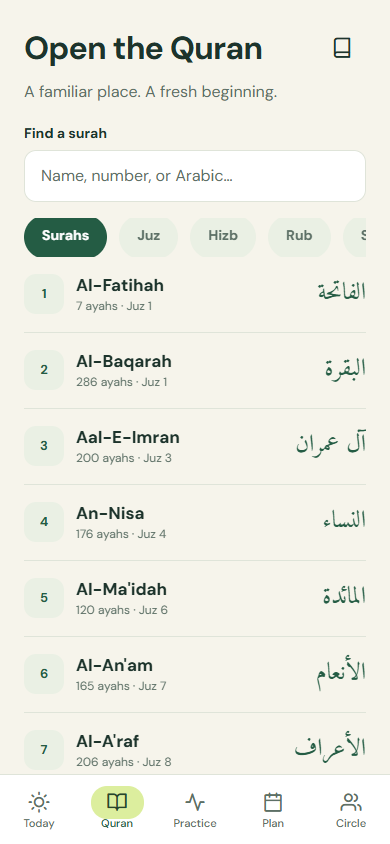 Open the Quran
A familiar place. A fresh beginning.
Find a surah
Name, number, or Arabic...
Surahs Juz Hizb Rub
1 Al-Fatihah الفاتحة
7 ayahs · Juz 1
2 Al-Baqarah البقرة
286 ayahs · Juz 1
3 Aal-E-Imran آل عمران
200 ayahs · Juz 3
4 An-Nisa النساء
176 ayahs · Juz 4
5 Al-Ma'idah المائدة
120 ayahs · Juz 6
6 Al-An'am الأنعام
165 ayahs · Juz 7
7 Al-A'raf الأعراف
206 ayahs · Juz 8
Today Quran Practice Plan Circle